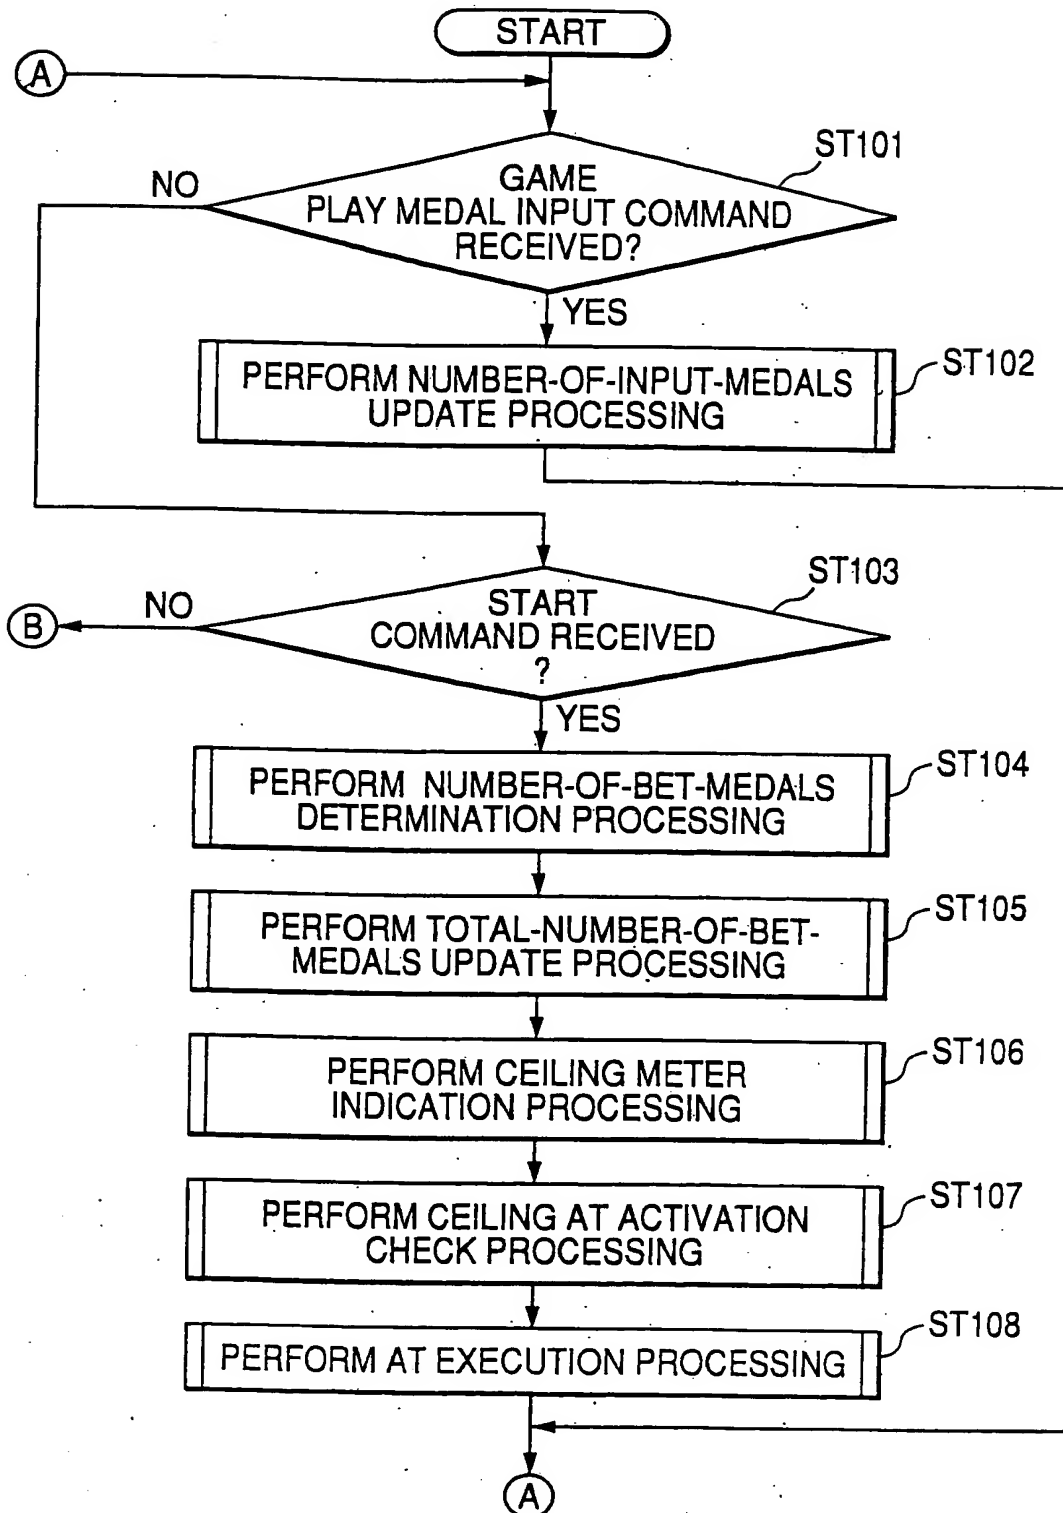 START
A
ST101
NO
GAME
PLAY MEDAL INPUT COMMAND
RECEIVED?
YES
ST102
PERFORM NUMBER-OF-INPUT-MEDALS
UPDATE PROCESSING
ST103
NO
B
START
COMMAND RECEIVED
?
YES
ST104
PERFORM NUMBER-OF-BET-MEDALS
DETERMINATION PROCESSING
ST105
PERFORM TOTAL-NUMBER-OF-BET-
MEDALS UPDATE PROCESSING
ST106
PERFORM CEILING METER
INDICATION PROCESSING
ST107
PERFORM CEILING AT ACTIVATION
CHECK PROCESSING
ST108
PERFORM AT EXECUTION PROCESSING
A